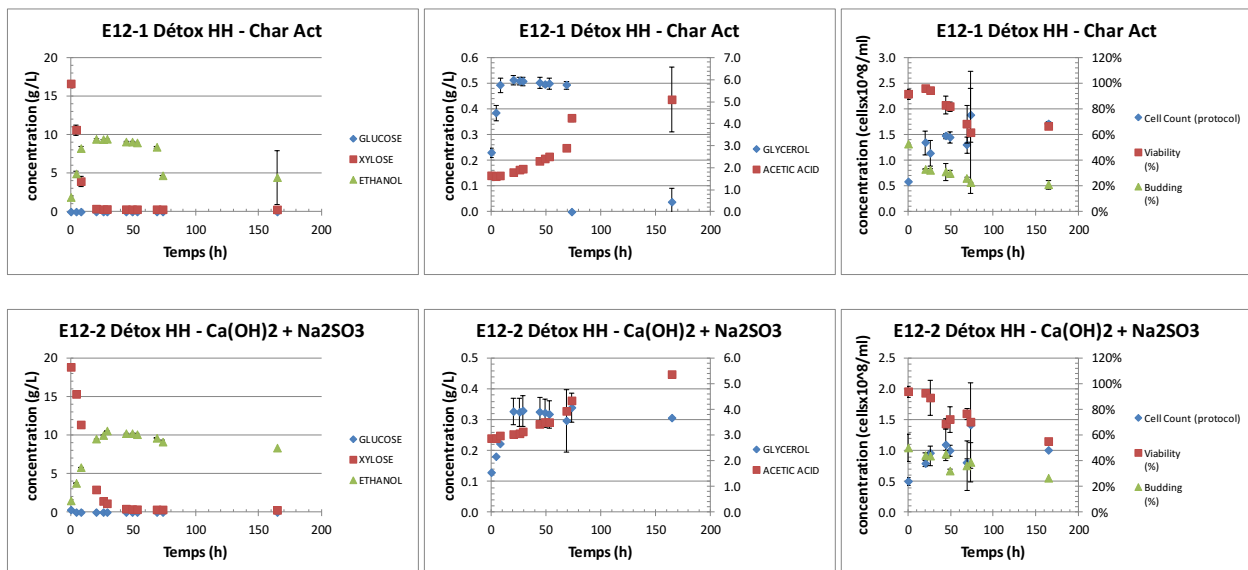 E12-1 Détox HH - Char Act
concentration (g/L)
20
15
10
5
0
0 50 100 150 200
Temps (h)
GLUCOSE
XYLOSE
ETHANOL
E12-1 Détox HH - Char Act
concentration (g/L)
0.6
0.5
0.4
0.3
0.2
0.1
0.0
7.0
6.0
5.0
4.0
3.0
2.0
1.0
0.0
0 50 100 150 200
Temps (h)
GLYCEROL
ACETIC ACID
E12-1 Détox HH - Char Act
concentration (cellsx10^8/ml)
3.0
2.5
2.0
1.5
1.0
0.5
0.0
120%
100%
80%
60%
40%
20%
0%
0 50 100 150 200
Temps (h)
Cell Count (protocol)
Viability
(%)
Budding
(%)
E12-2 Détox HH - Ca(OH)2 + Na2SO3
concentration (g/L)
20
15
10
5
0
0 50 100 150 200
Temps (h)
GLUCOSE
XYLOSE
ETHANOL
E12-2 Détox HH - Ca(OH)2 + Na2SO3
concentration (g/L)
0.5
0.4
0.3
0.2
0.1
0.0
6.0
5.0
4.0
3.0
2.0
1.0
0.0
0 50 100 150 200
Temps (h)
GLYCEROL
ACETIC ACID
E12-2 Détox HH - Ca(OH)2 + Na2SO3
concentration (cellsx10^8/ml)
2.5
2.0
1.5
1.0
0.5
0.0
120%
100%
80%
60%
40%
20%
0%
0 50 100 150 200
Temps (h)
Cell Count (protocol)
Viability
(%)
Budding
(%)